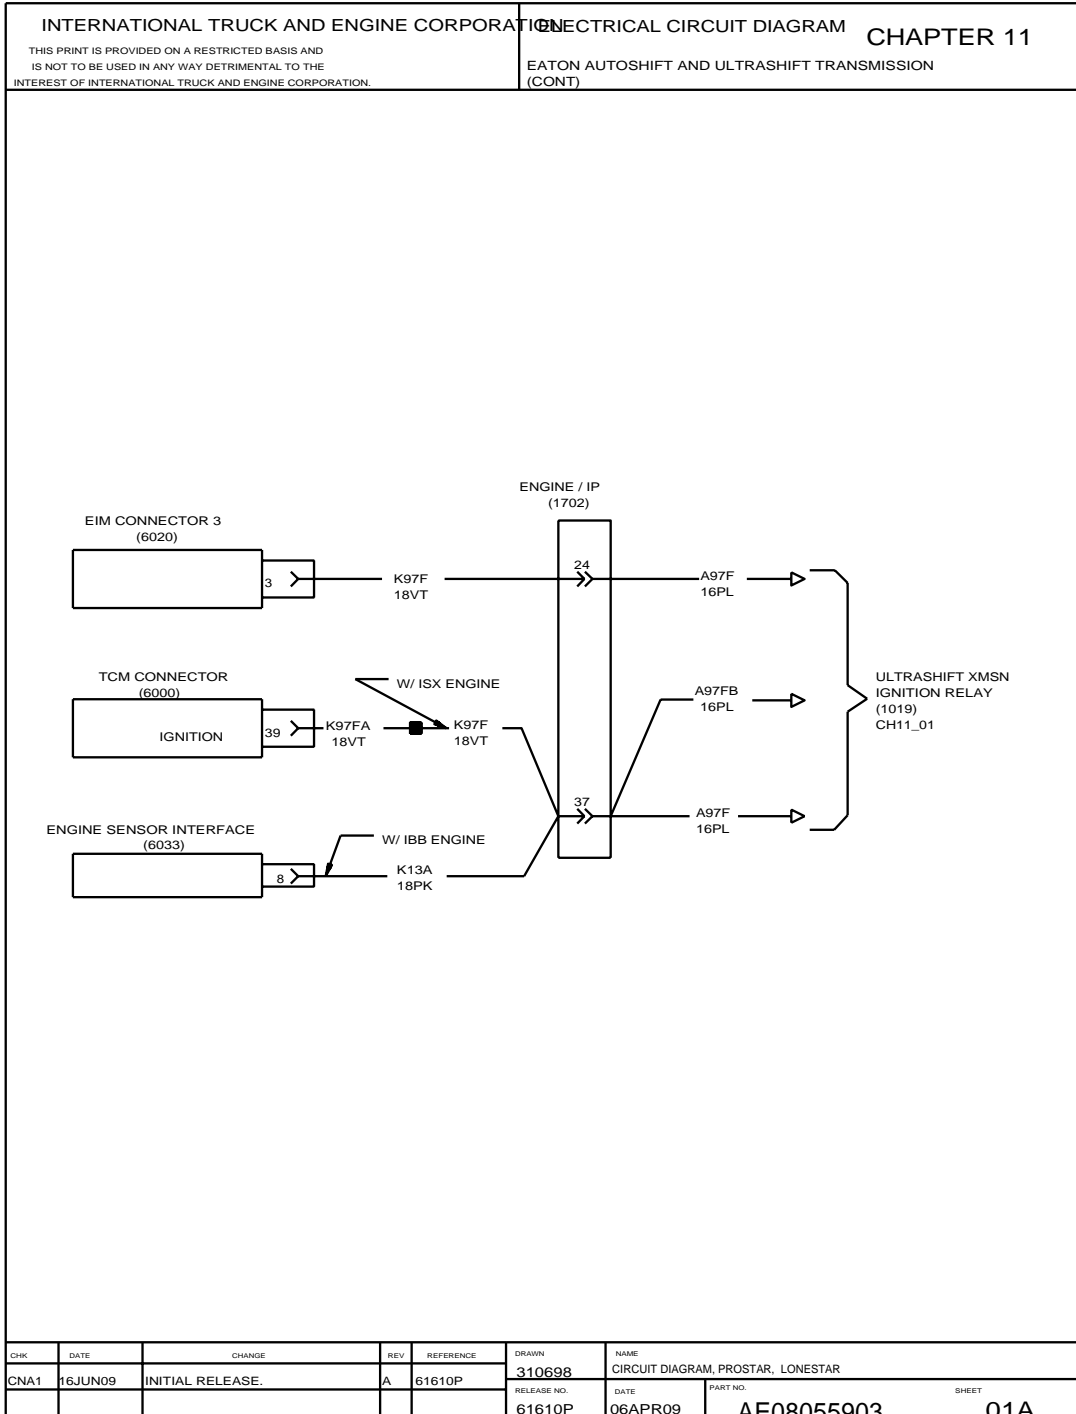 INTERNATIONAL TRUCK AND ENGINE CORPORATION
THIS PRINT IS PROVIDED ON A RESTRICTED BASIS AND
IS NOT TO BE USED IN ANY WAY DETRIMENTAL TO THE
INTEREST OF INTERNATIONAL TRUCK AND ENGINE CORPORATION.
ELECTRICAL CIRCUIT DIAGRAM
CHAPTER 11
EATON AUTOSHIFT AND ULTRASHIFT TRANSMISSION
(CONT)
ENGINE / IP
(1702)
EIM CONNECTOR 3
(6020)
3
K97F
18VT
24
A97F
16PL
TCM CONNECTOR
(6000)
IGNITION
39
K97FA
18VT
W/ ISX ENGINE
K97F
18VT
A97FB
16PL
ULTRASHIFT XMSN
IGNITION RELAY
(1019)
CH11_01
37
A97F
16PL
ENGINE SENSOR INTERFACE
(6033)
8
W/ IBB ENGINE
K13A
18PK
CHK DATE CHANGE REV REFERENCE
CNA1 16JUN09 INITIAL RELEASE. A 61610P
DRAWN
310698
NAME
CIRCUIT DIAGRAM, PROSTAR, LONESTAR
RELEASE NO.
61610P
DATE
06APR09
PART NO.
AE08055903
SHEET
01A